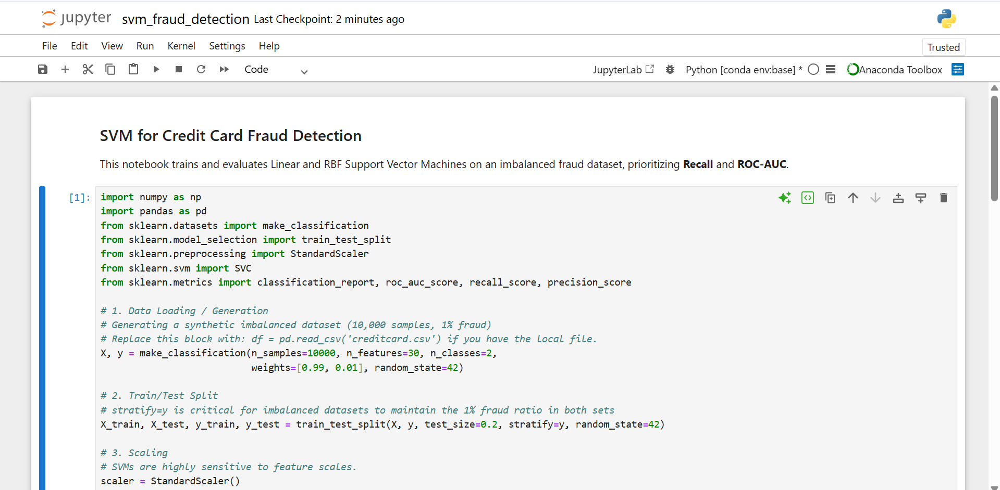 jupyter svm_fraud_detection Last Checkpoint: 2 minutes ago
File Edit View Run Kernel Settings Help
Trusted
Code
JupyterLab
Python [conda env:base] *
Anaconda Toolbox
SVM for Credit Card Fraud Detection
This notebook trains and evaluates Linear and RBF Support Vector Machines on an imbalanced fraud dataset, prioritizing Recall and ROC-AUC.
[1]:
import numpy as np
import pandas as pd
from sklearn.datasets import make_classification
from sklearn.model_selection import train_test_split
from sklearn.preprocessing import StandardScaler
from sklearn.svm import SVC
from sklearn.metrics import classification_report, roc_auc_score, recall_score, precision_score
# 1. Data Loading / Generation
# Generating a synthetic imbalanced dataset (10,000 samples, 1% fraud)
# Replace this block with: df = pd.read_csv('creditcard.csv') if you have the local file.
X, y = make_classification(n_samples=10000, n_features=30, n_classes=2,
weights=[0.99, 0.01], random_state=42)
# 2. Train/Test Split
# stratify=y is critical for imbalanced datasets to maintain the 1% fraud ratio in both sets
X_train, X_test, y_train, y_test = train_test_split(X, y, test_size=0.2, stratify=y, random_state=42)
# 3. Scaling
# SVMs are highly sensitive to feature scales.
scaler = StandardScaler()